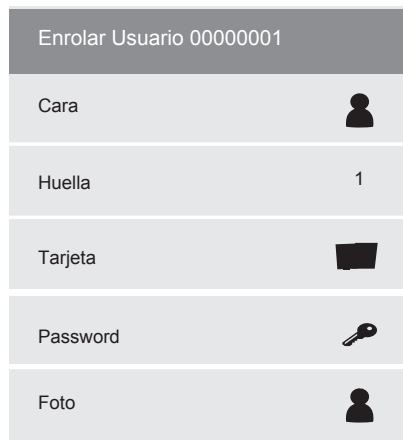 Enrolar Usuario 00000001
Cara
Huella 1
Tarjeta
Password
Foto